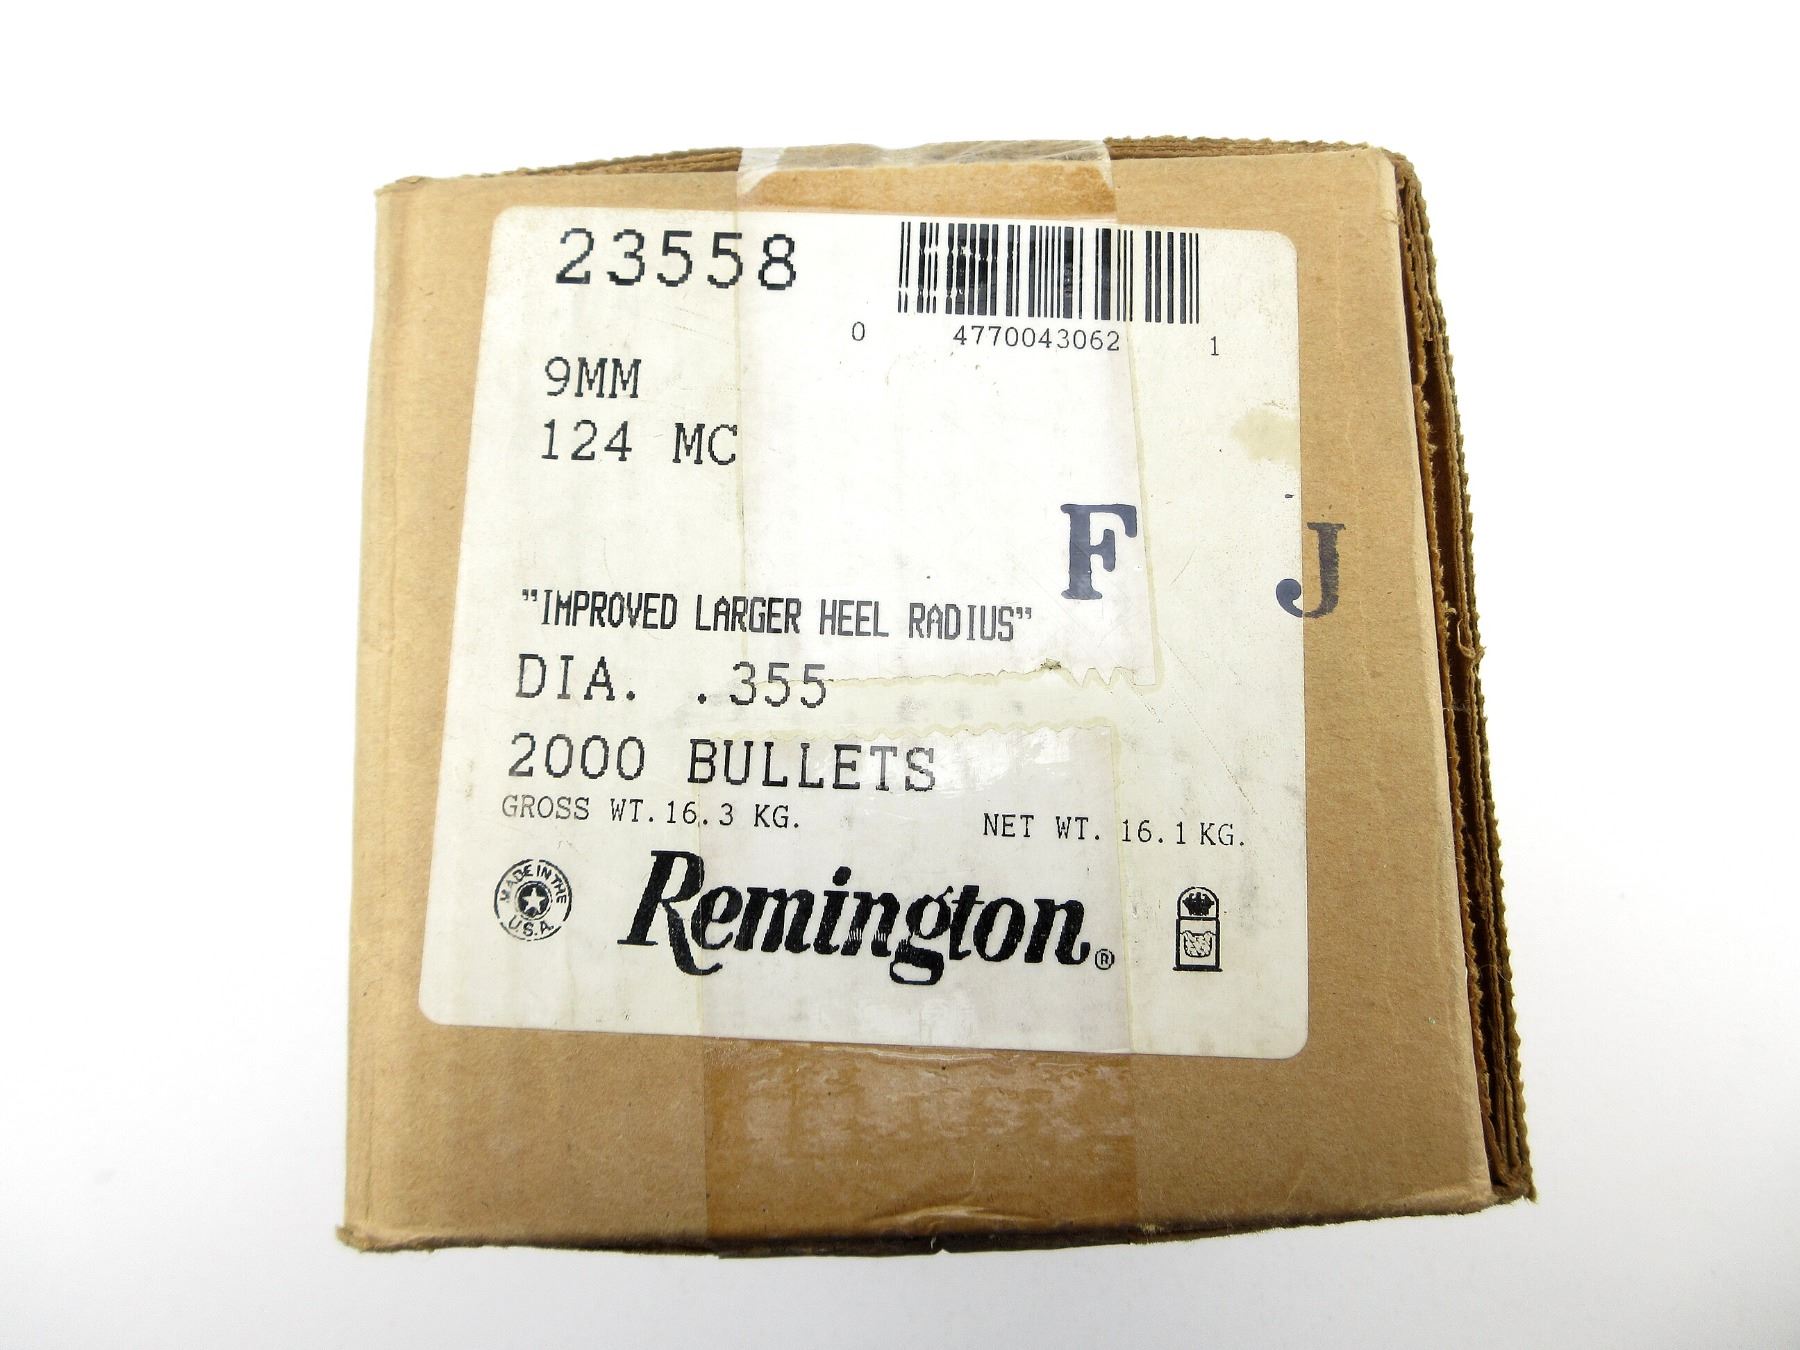 23558
0 4770043062 1
9MM
124 MC
F J
"IMPROVED LARGER HEEL RADIUS"
DIA. .355
2000 BULLETS
GROSS WT. 16.3 KG. NET WT. 16.1 KG.
MADE IN THE U.S.A.
Remington®